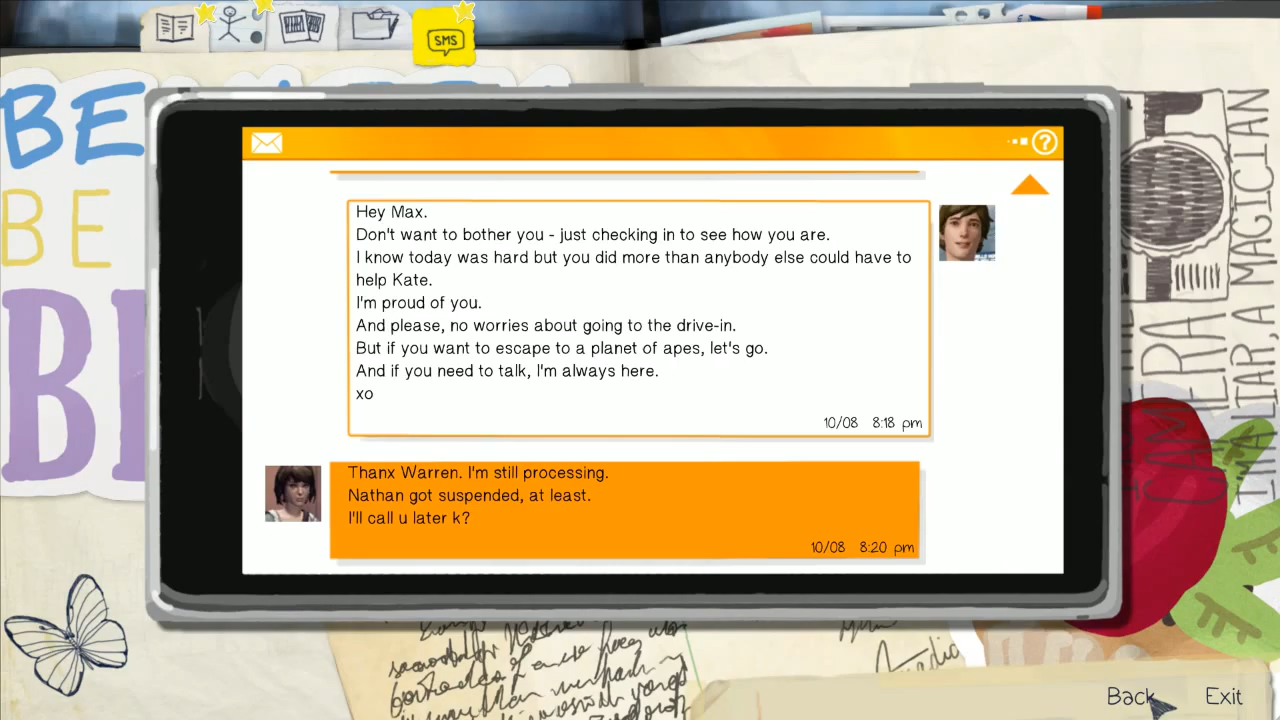 SMS
BE
BE
Hey Max.
Don't want to bother you - just checking in to see how you are.
I know today was hard but you did more than anybody else could have to
help Kate.
I'm proud of you.
And please, no worries about going to the drive-in.
But if you want to escape to a planet of apes, let's go.
And if you need to talk, I'm always here.
xo
10/08 8:18 pm
Thanx Warren. I'm still processing.
Nathan got suspended, at least.
I'll call u later k?
10/08 8:20 pm
CAMERA
LIAR, A MAGICIAN
Back
Exit